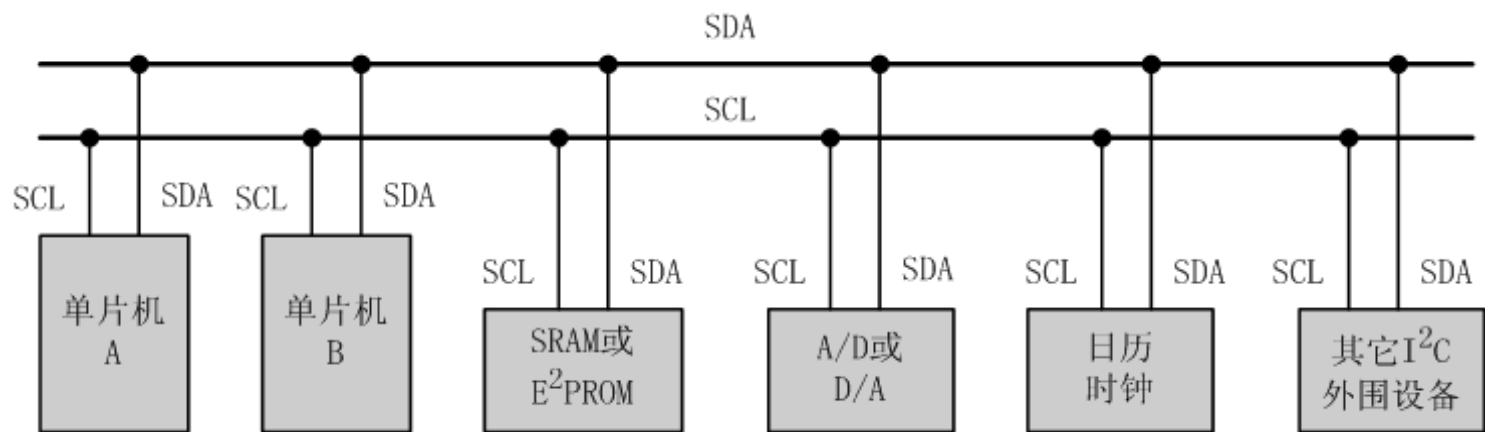 SDA
SCL
SCL SDA SCL SDA
SCL SDA SCL SDA SCL SDA SCL SDA
单片机
A
单片机
B
SRAM或
E²PROM
A/D或
D/A
日历
时钟
其它I²C
外围设备